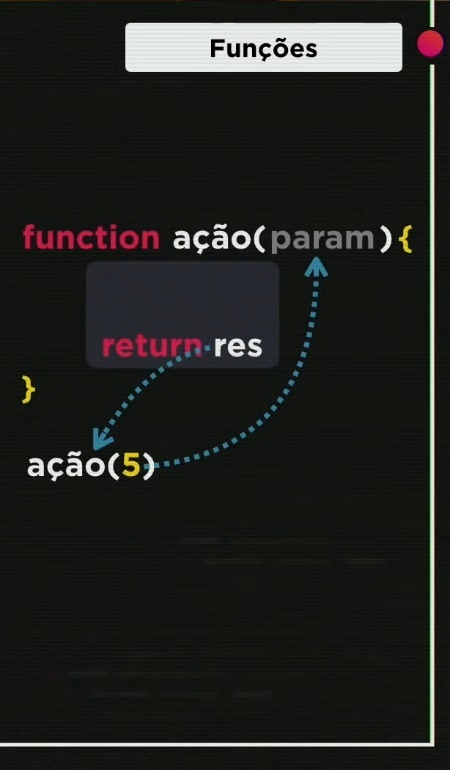 Funções
function ação(param){
return res
}
ação(5)